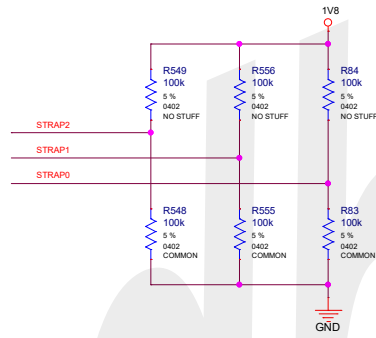 1V8
R549
100k
5 %
0402
NO STUFF
R556
100k
5 %
0402
NO STUFF
R84
100k
5 %
0402
NO STUFF
STRAP2
STRAP1
STRAP0
R548
100k
5 %
0402
COMMON
R555
100k
5 %
0402
COMMON
R83
100k
5 %
0402
COMMON
GND